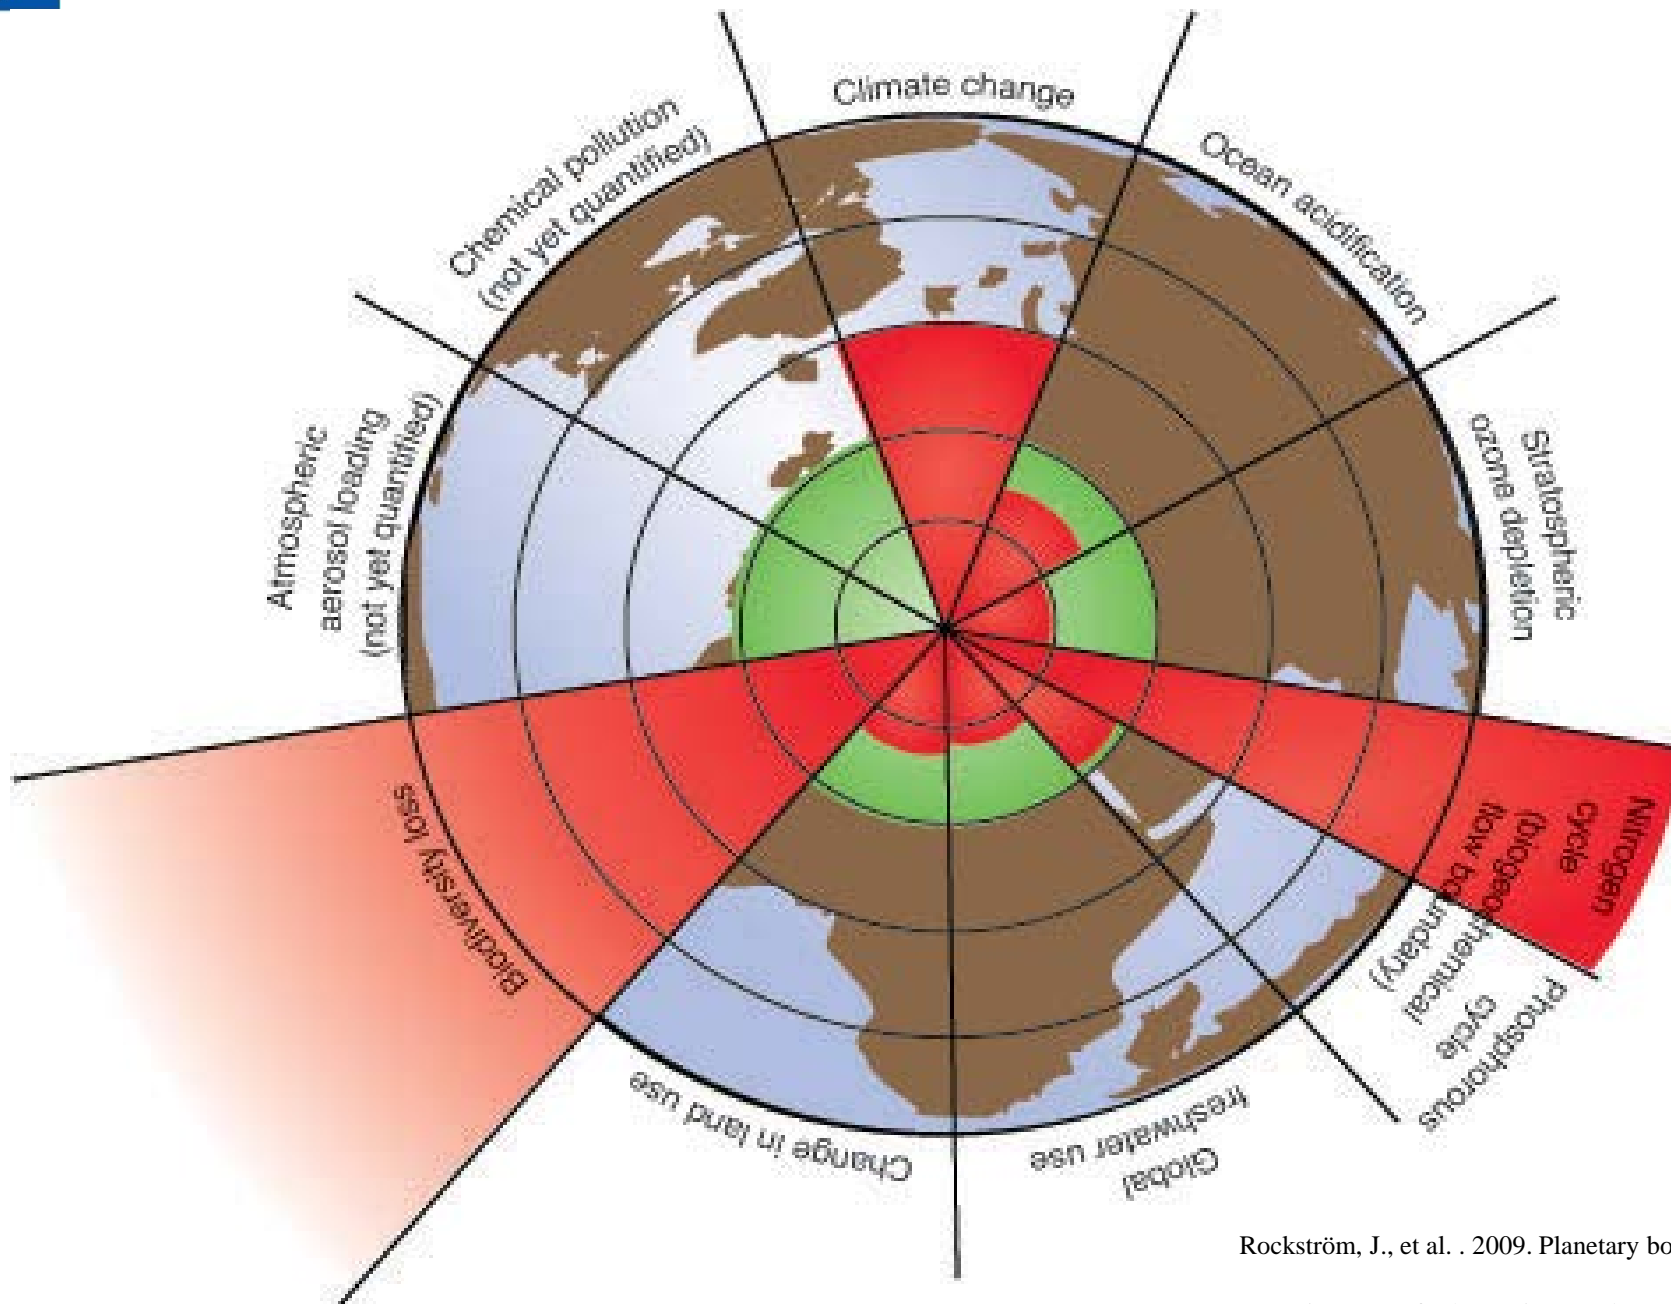 Climate change
Ocean acidification
Stratospheric
ozone depletion
Nitrogen
cycle
(biogeochemical
flow boundary)
Phosphorous
cycle
Global
freshwater use
Change in land use
Biodiversity loss
Atmospheric
aerosol loading
(not yet quantified)
Chemical pollution
(not yet quantified)
Rockström, J., et al. . 2009. Planetary bo